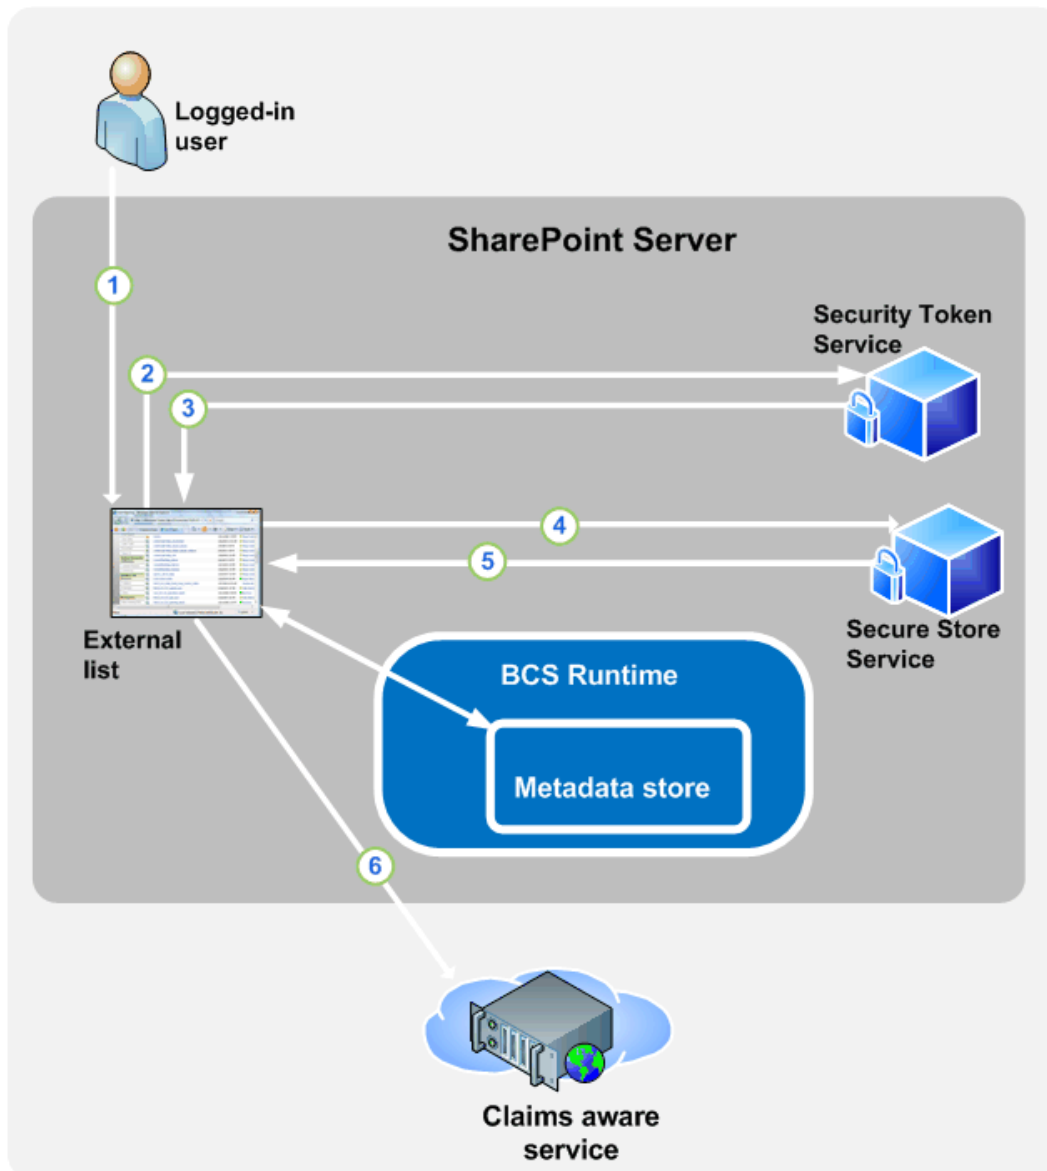 Logged-in
user
SharePoint Server
1
Security Token
Service
2
3
4
5
External
list
Secure Store
Service
BCS Runtime
Metadata store
6
Claims aware
service